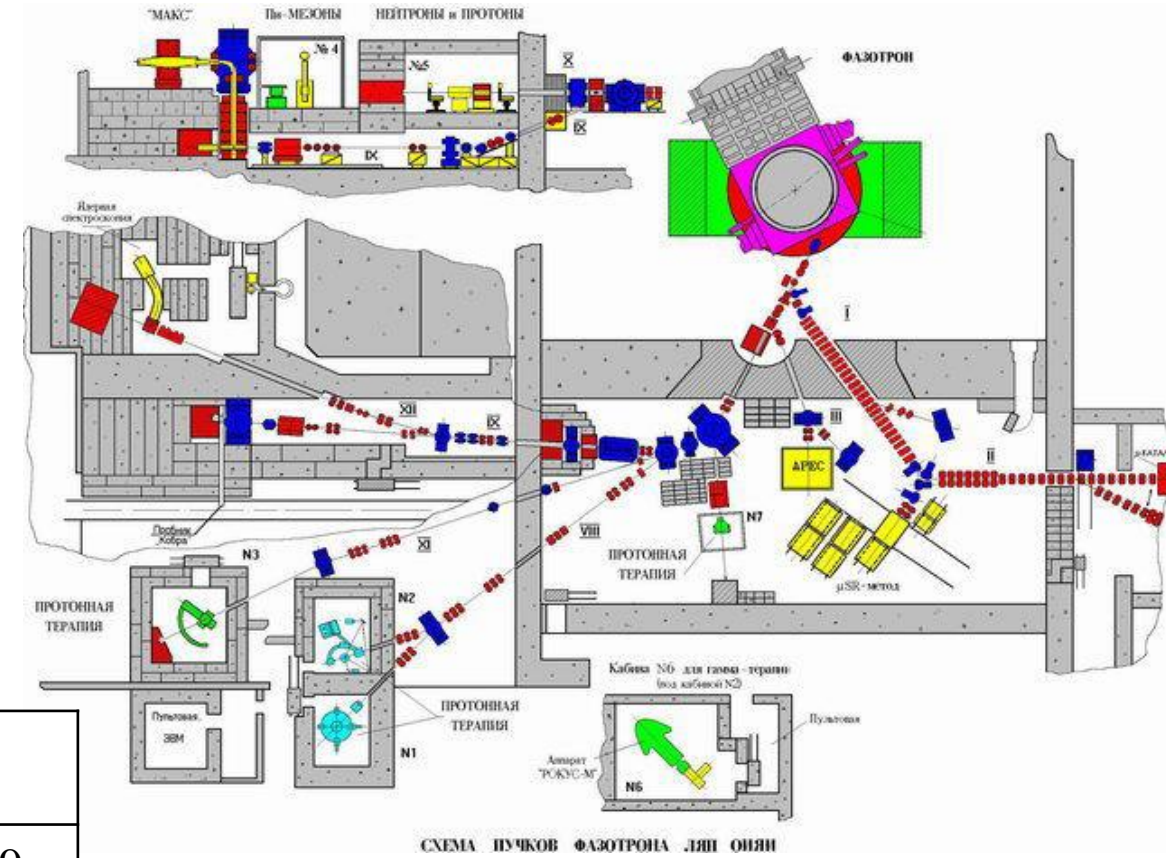 "МАКС"
Пи-МЕЗОНЫ
НЕЙТРОНЫ и ПРОТОНЫ
№ 4
№5
X
IX
IX
ФАЗОТРОН
Ядерная
спектроскопия
I
XII
IX
III
II
АРЕС
μ-КАТАЛ
Пробник
Кобра
XI
VIII
N7
ПРОТОННАЯ
ТЕРАПИЯ
μSR-метод
N3
ПРОТОННАЯ
ТЕРАПИЯ
N2
Пультовая.
ЭВМ
N1
ПРОТОННАЯ
ТЕРАПИЯ
Кабина N6 для гамма-терапии
(под кабиной N2)
Пультовая
Аппарат
"РОКУС-М"
N6
СХЕМА ПУЧКОВ ФАЗОТРОНА ЛЯП ОИЯИ